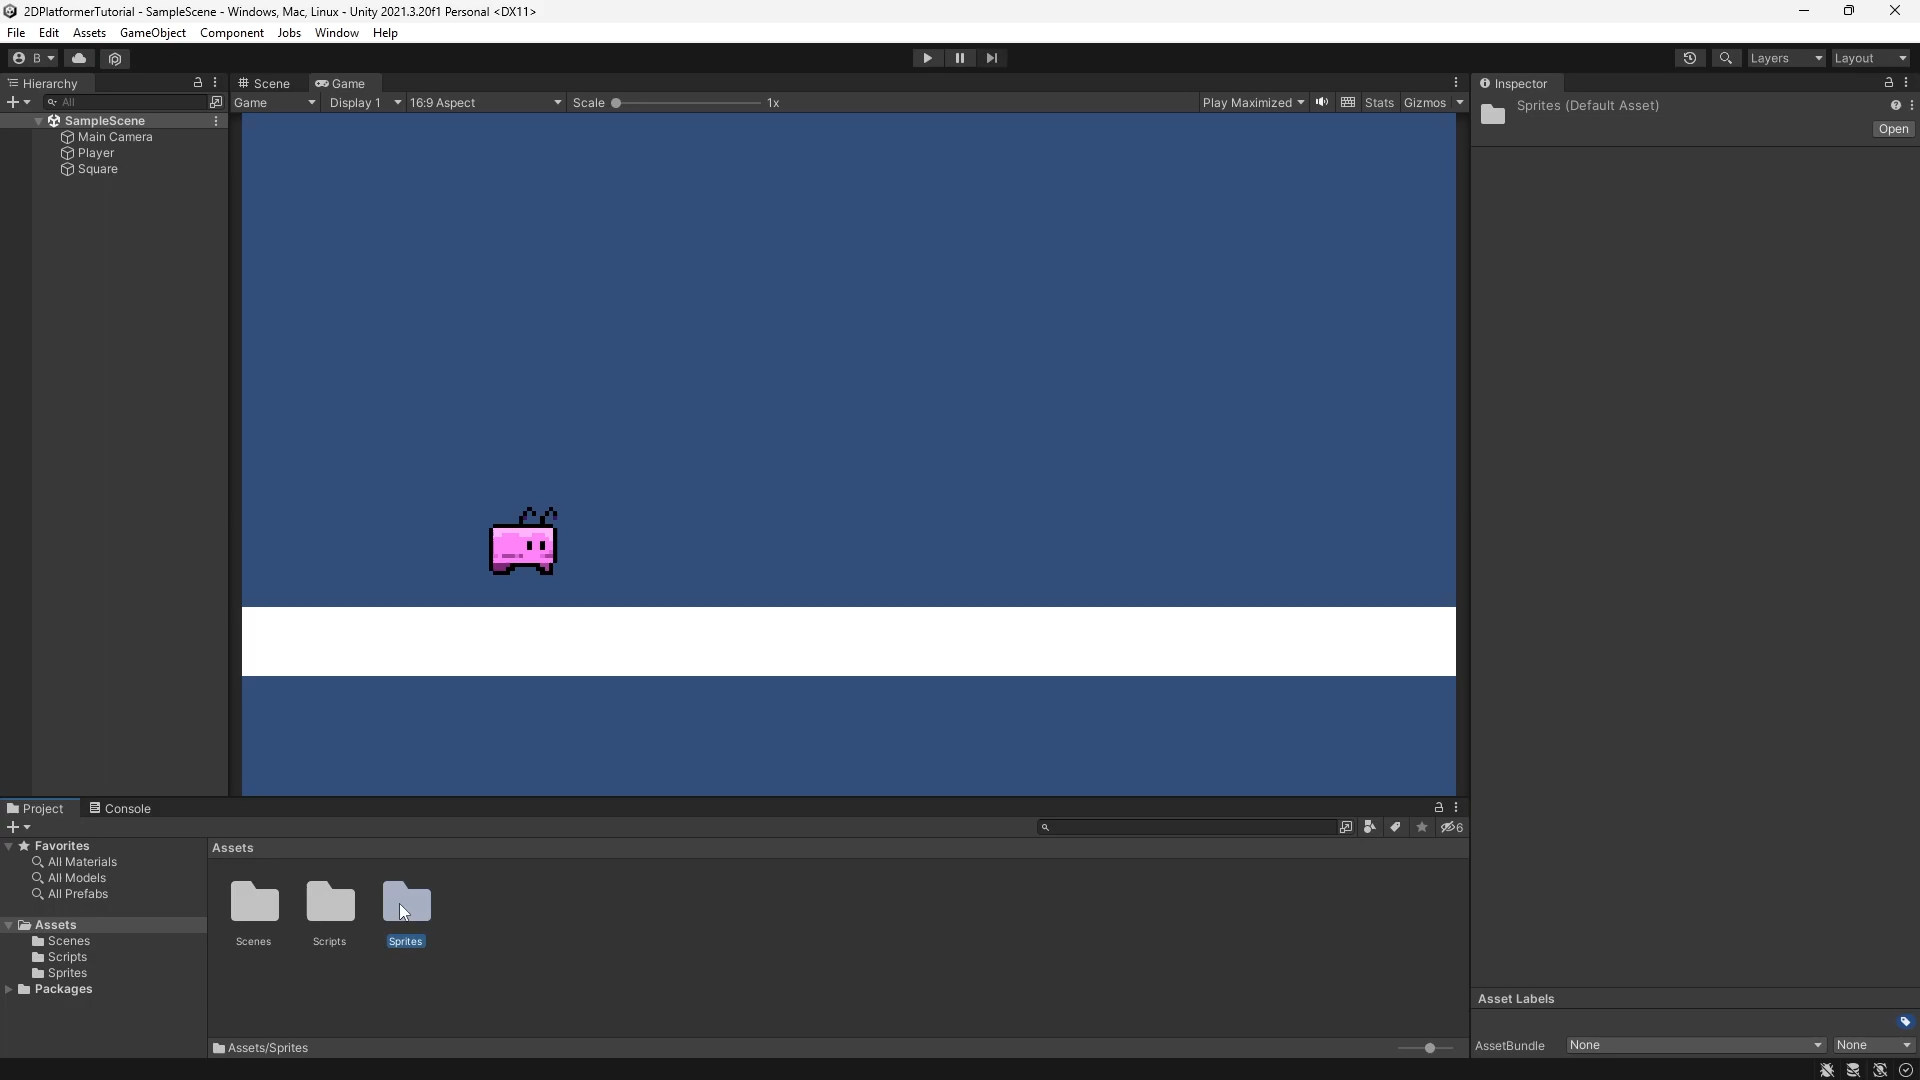 2DPlatformerTutorial - SampleScene - Windows, Mac, Linux - Unity 2021.3.20f1 Personal <DX11>
File Edit Assets GameObject Component Jobs Window Help
B Layers Layout
Hierarchy
All
SampleScene
Main Camera
Player
Square
Scene Game
Game Display 1 16:9 Aspect Scale 1x Play Maximized Stats Gizmos
Inspector
Sprites (Default Asset)
Open
Project Console
6
Favorites
All Materials
All Models
All Prefabs
Assets
Scenes
Scripts
Sprites
Packages
Assets
Scenes Scripts Sprites
Assets/Sprites
Asset Labels
AssetBundle None None